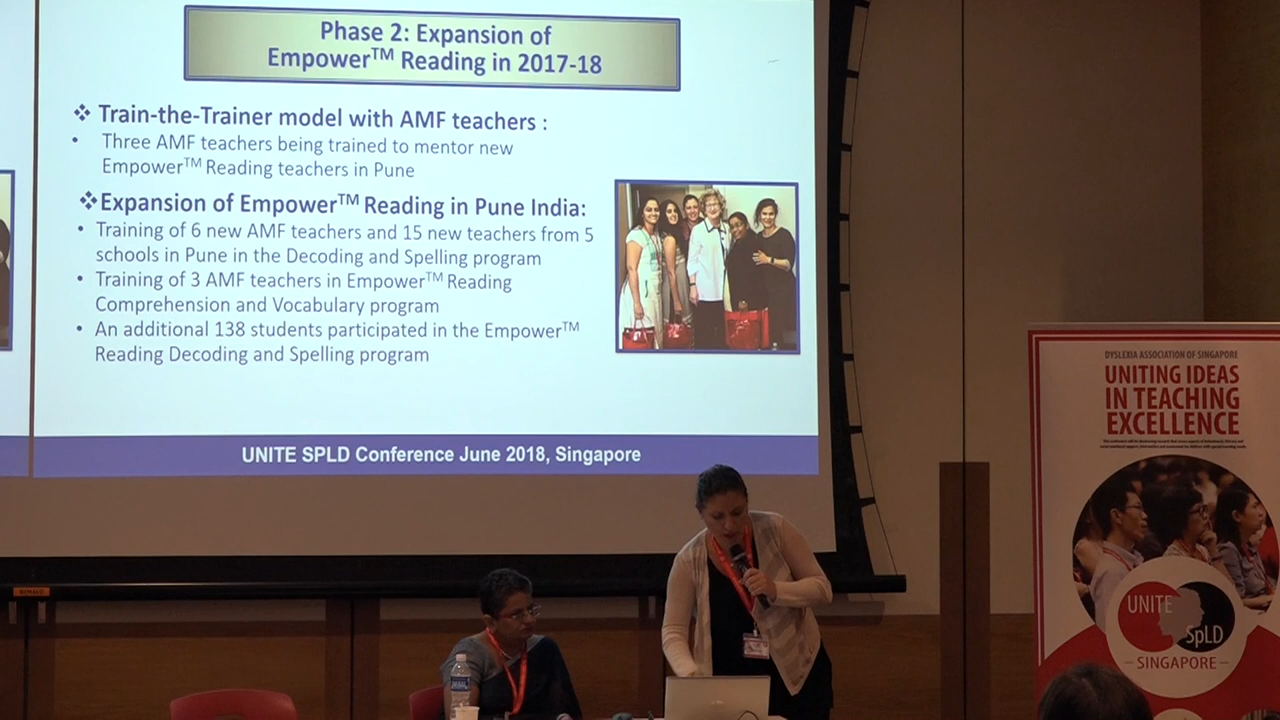 Phase 2: Expansion of
Empower™ Reading in 2017-18
❖ Train-the-Trainer model with AMF teachers :
• Three AMF teachers being trained to mentor new
Empower™ Reading teachers in Pune
❖Expansion of Empower™ Reading in Pune India:
• Training of 6 new AMF teachers and 15 new teachers from 5
schools in Pune in the Decoding and Spelling program
• Training of 3 AMF teachers in Empower™ Reading
Comprehension and Vocabulary program
• An additional 138 students participated in the Empower™
Reading Decoding and Spelling program
UNITE SPLD Conference June 2018, Singapore
DYSLEXIA ASSOCIATION OF SINGAPORE
UNITING IDEAS
IN TEACHING
EXCELLENCE
UNITE
SpLD
- SINGAPORE -